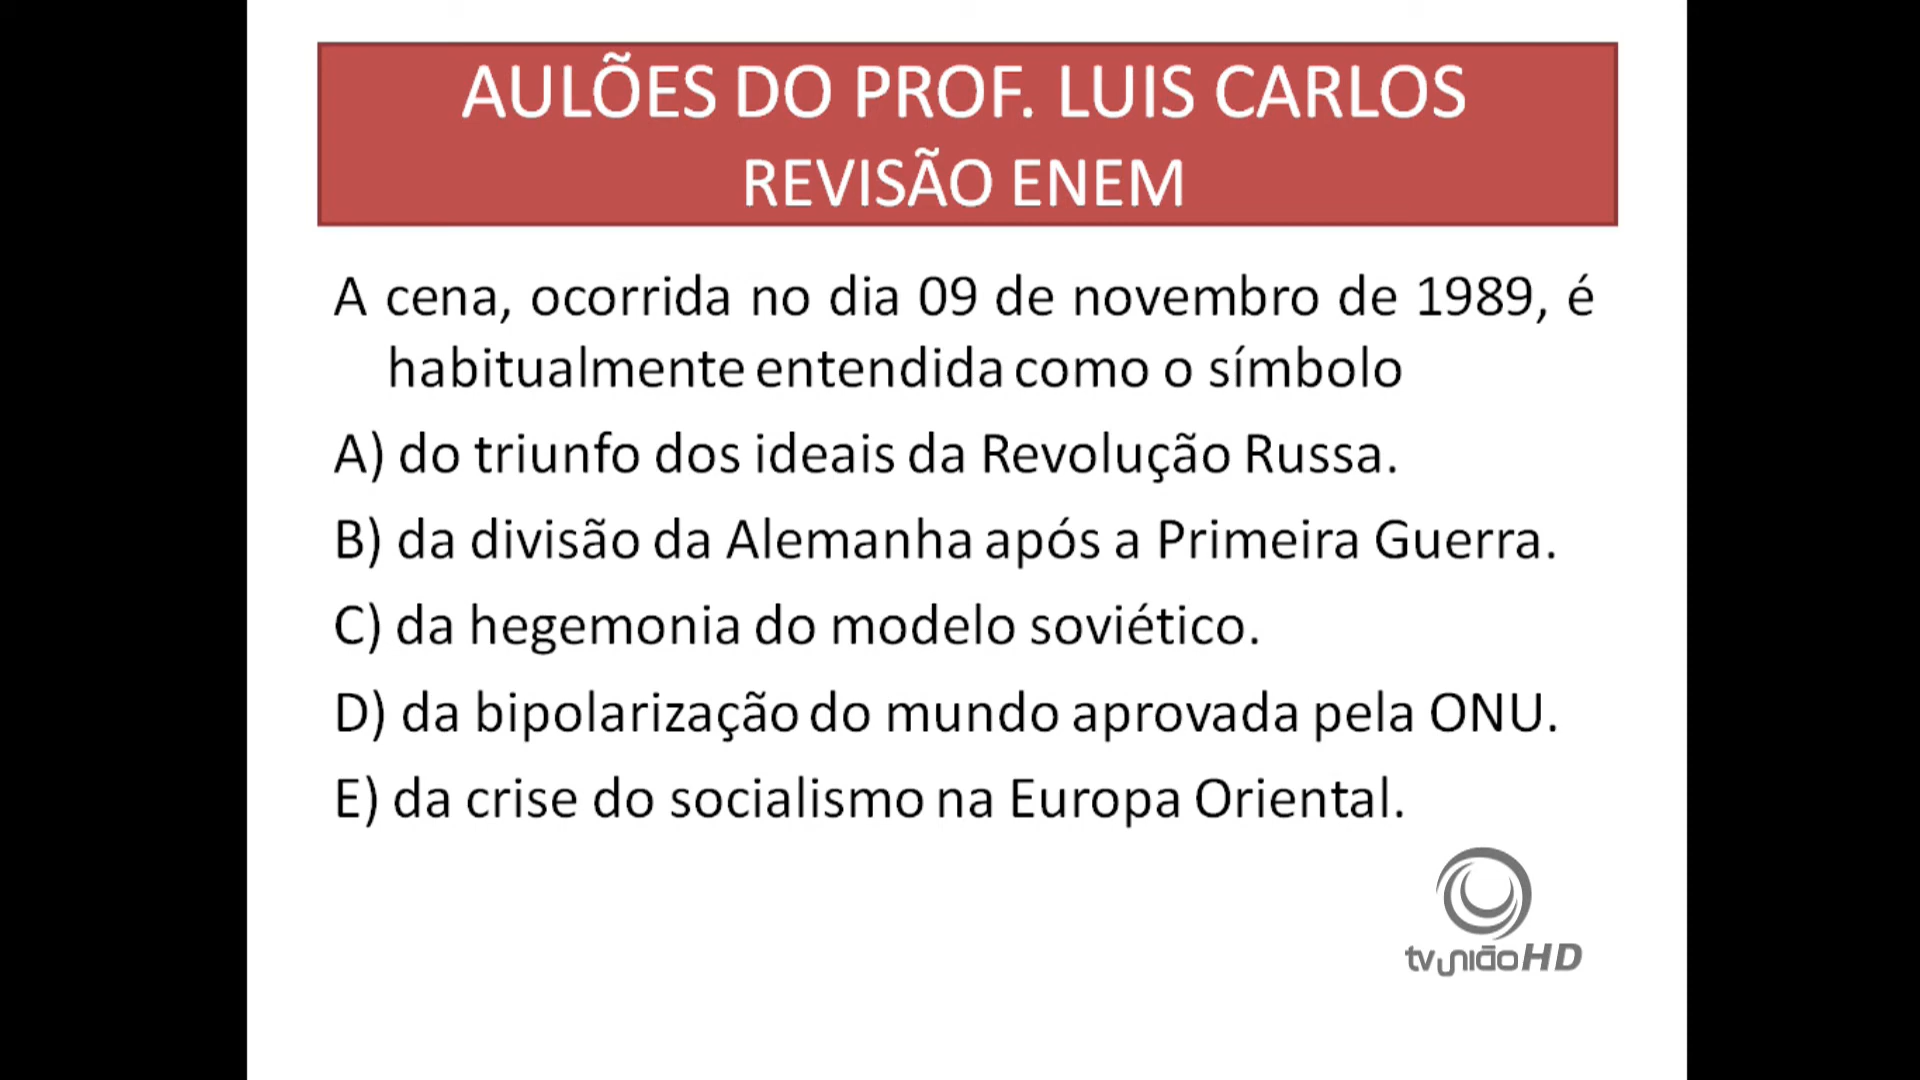 AULÕES DO PROF. LUIS CARLOS
REVISÃO ENEM
A cena, ocorrida no dia 09 de novembro de 1989, é
habitualmente entendida como o símbolo
A) do triunfo dos ideais da Revolução Russa.
B) da divisão da Alemanha após a Primeira Guerra.
C) da hegemonia do modelo soviético.
D) da bipolarização do mundo aprovada pela ONU.
E) da crise do socialismo na Europa Oriental.
tv uniãoHD